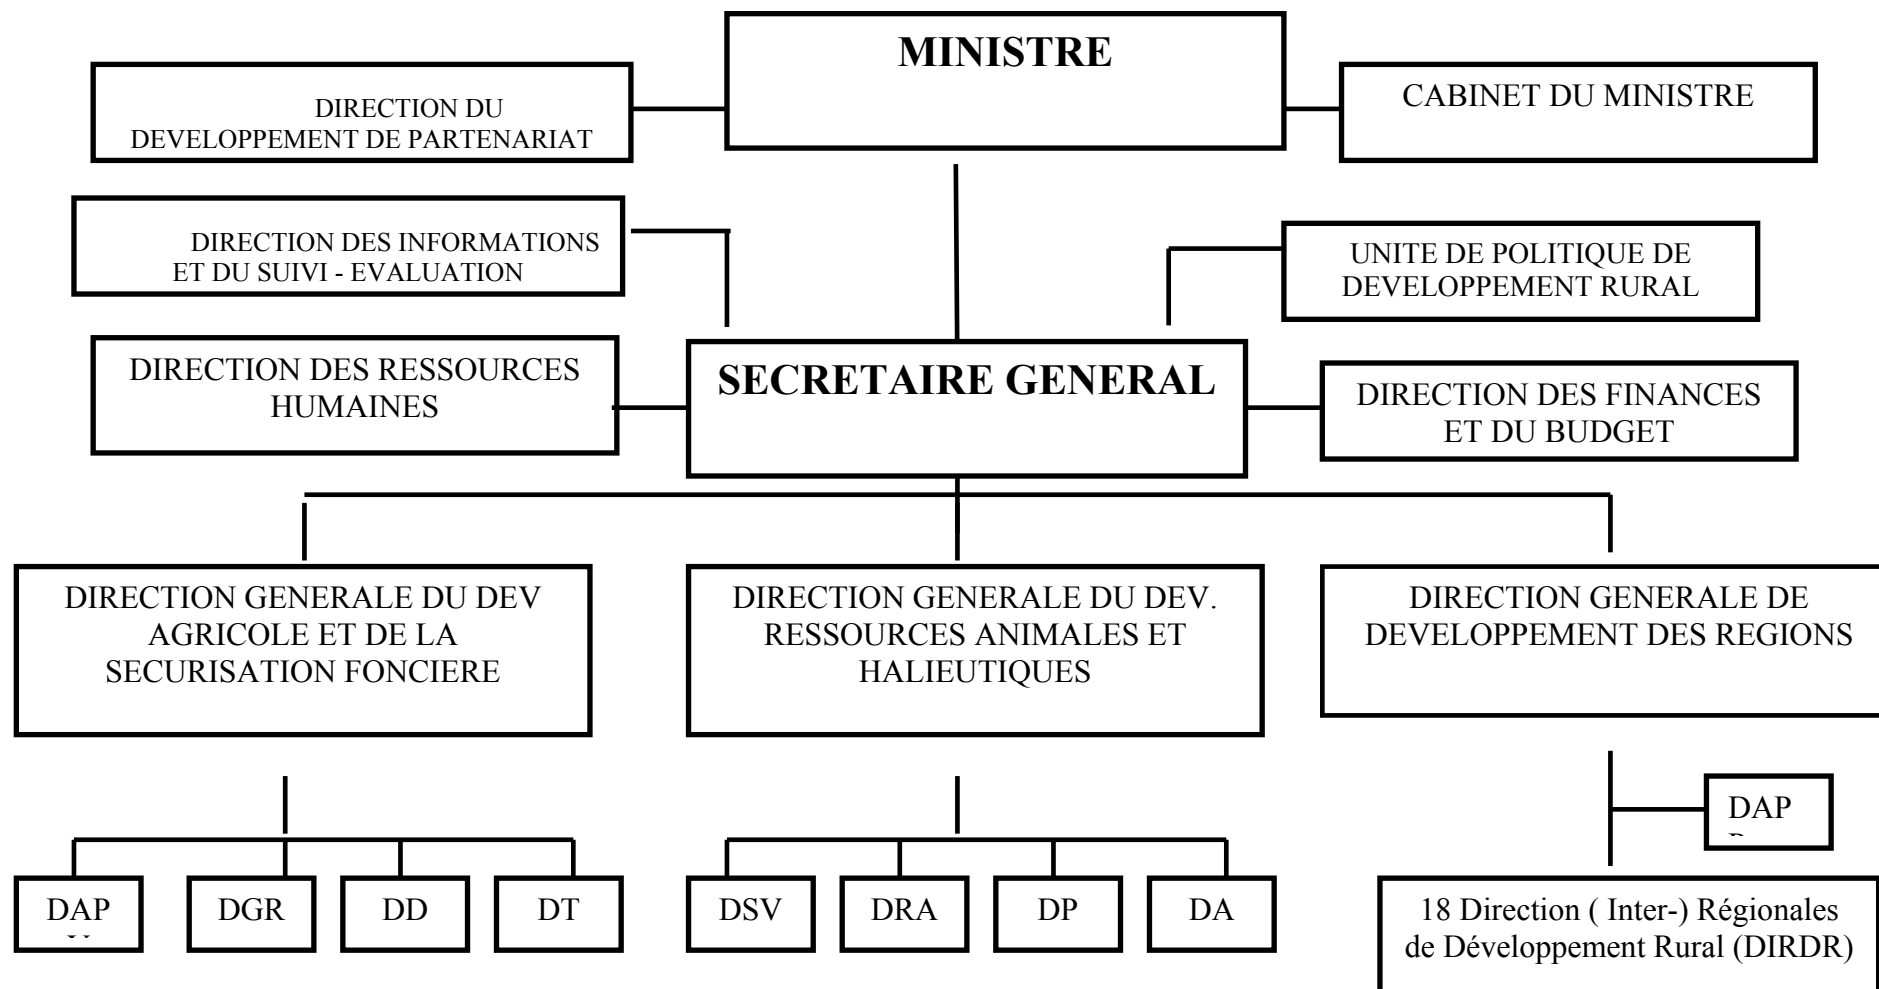 MINISTRE
DIRECTION DU
DEVELOPPEMENT DE PARTENARIAT
CABINET DU MINISTRE
DIRECTION DES INFORMATIONS
ET DU SUIVI - EVALUATION
UNITE DE POLITIQUE DE
DEVELOPPEMENT RURAL
DIRECTION DES RESSOURCES
HUMAINES
SECRETAIRE GENERAL
DIRECTION DES FINANCES
ET DU BUDGET
DIRECTION GENERALE DU DEV
AGRICOLE ET DE LA
SECURISATION FONCIERE
DIRECTION GENERALE DU DEV.
RESSOURCES ANIMALES ET
HALIEUTIQUES
DIRECTION GENERALE DE
DEVELOPPEMENT DES REGIONS
DAP
DAP
DGR
DD
DT
DSV
DRA
DP
DA
18 Direction ( Inter-) Régionales
de Développement Rural (DIRDR)